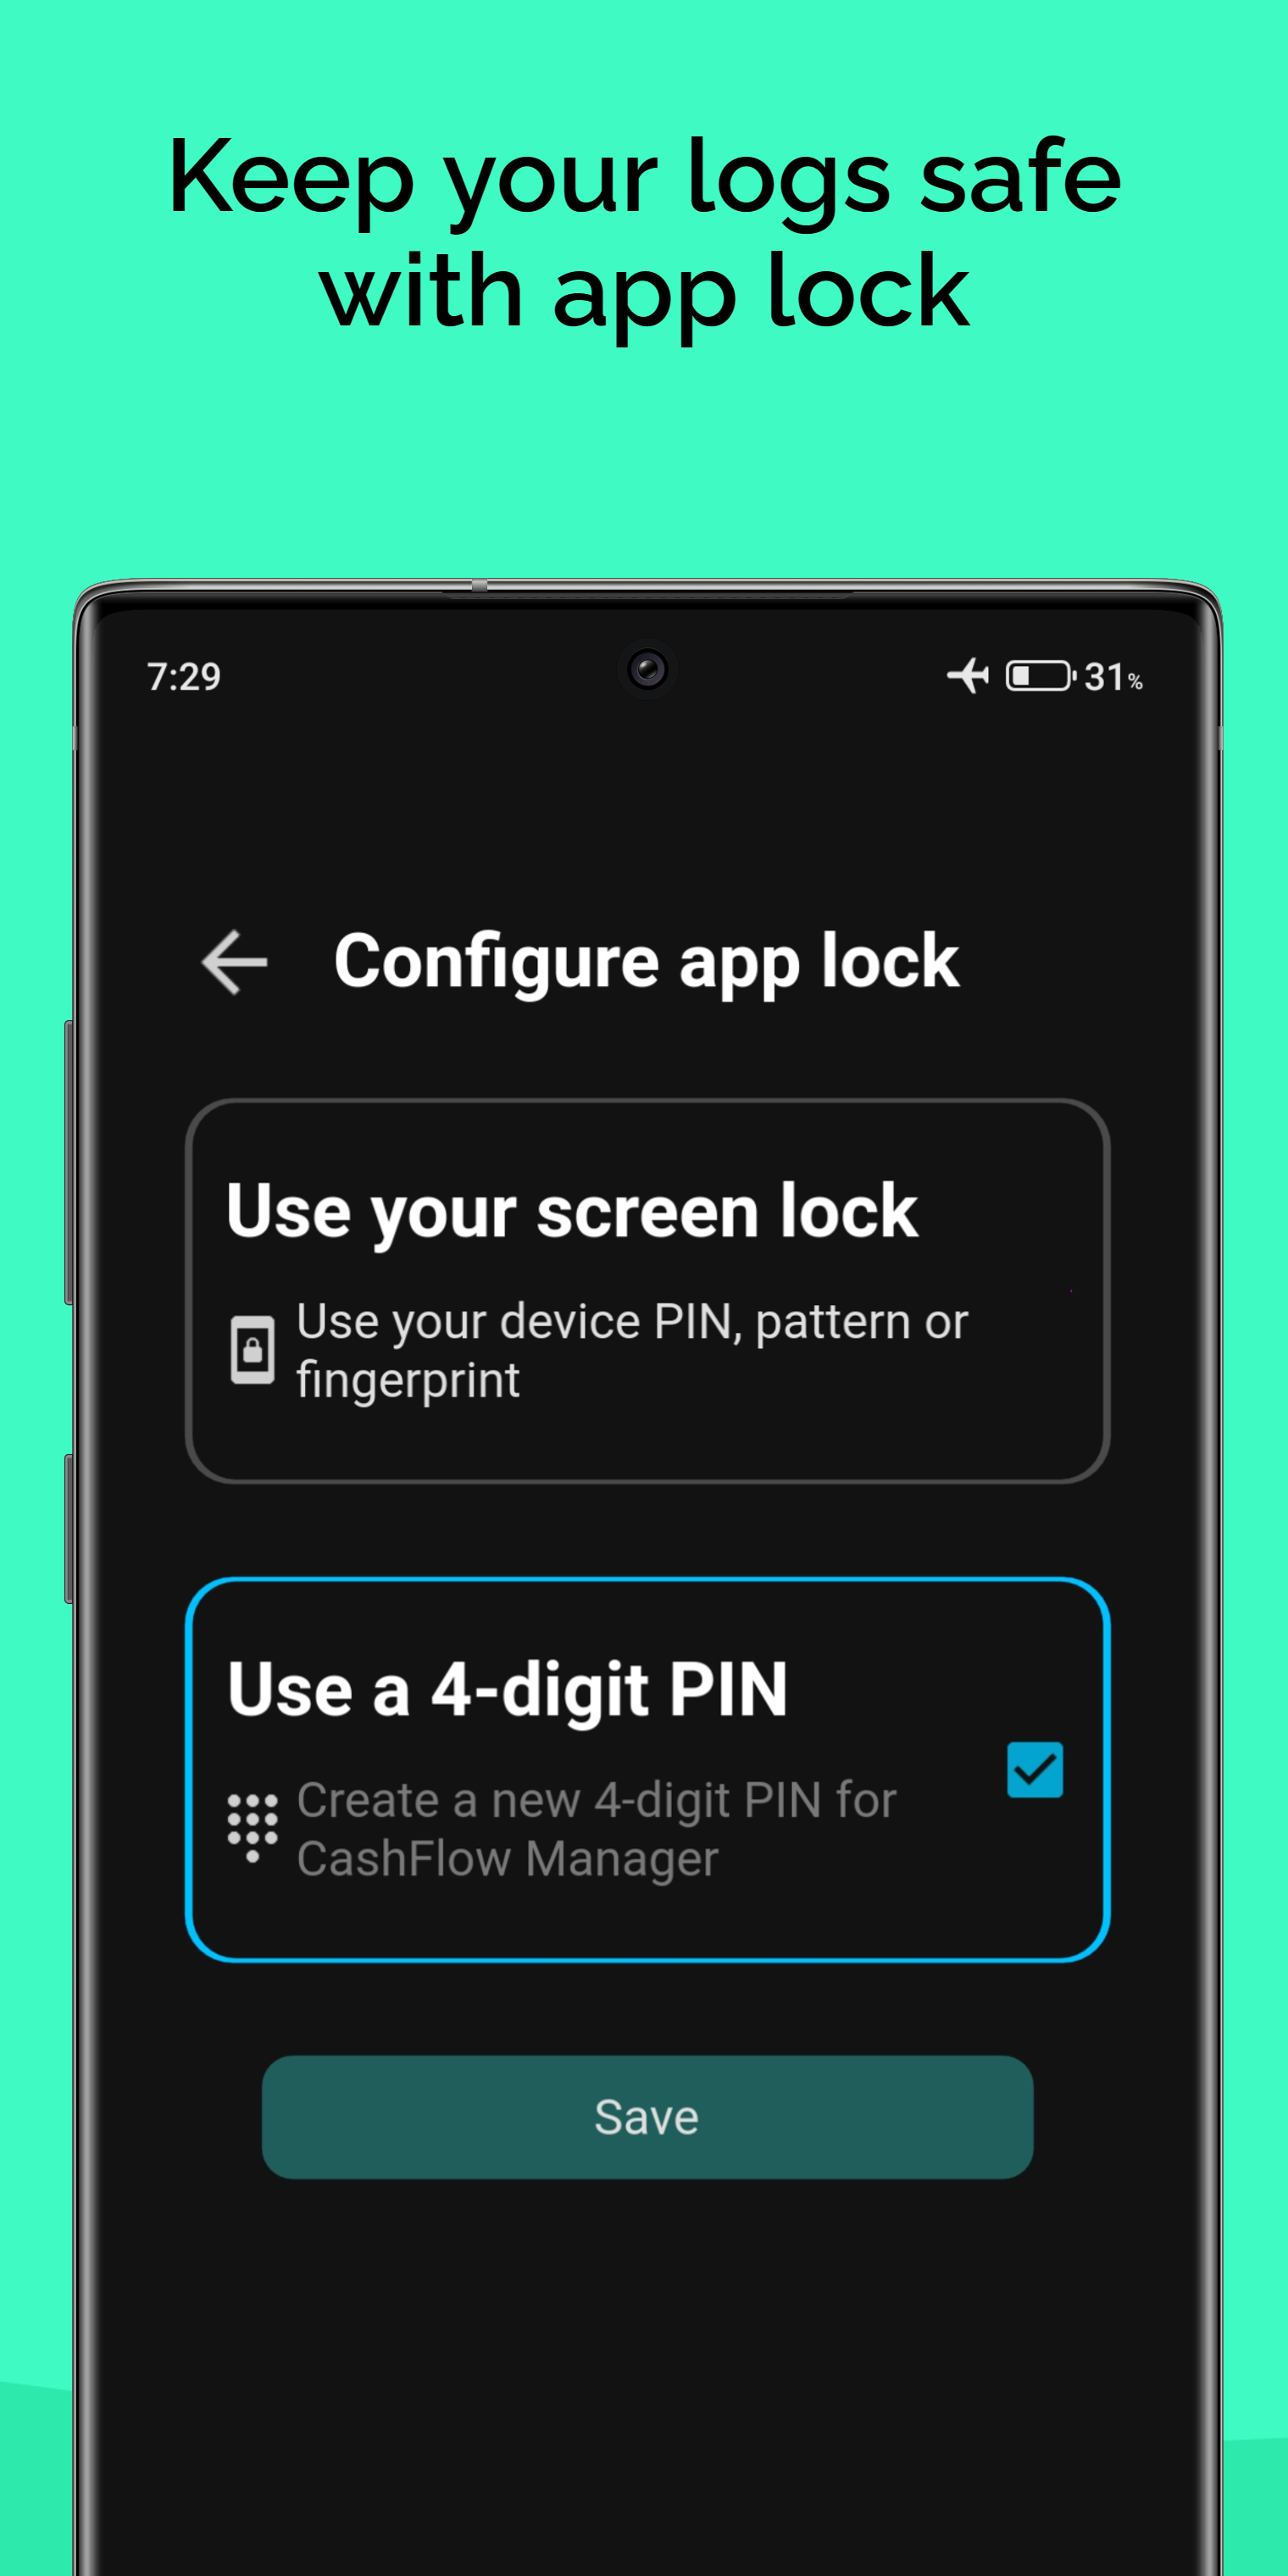 Keep your logs safe
with app lock
7:29
31%
Configure app lock
Use your screen lock
Use your device PIN, pattern or
fingerprint
Use a 4-digit PIN
Create a new 4-digit PIN for
CashFlow Manager
Save